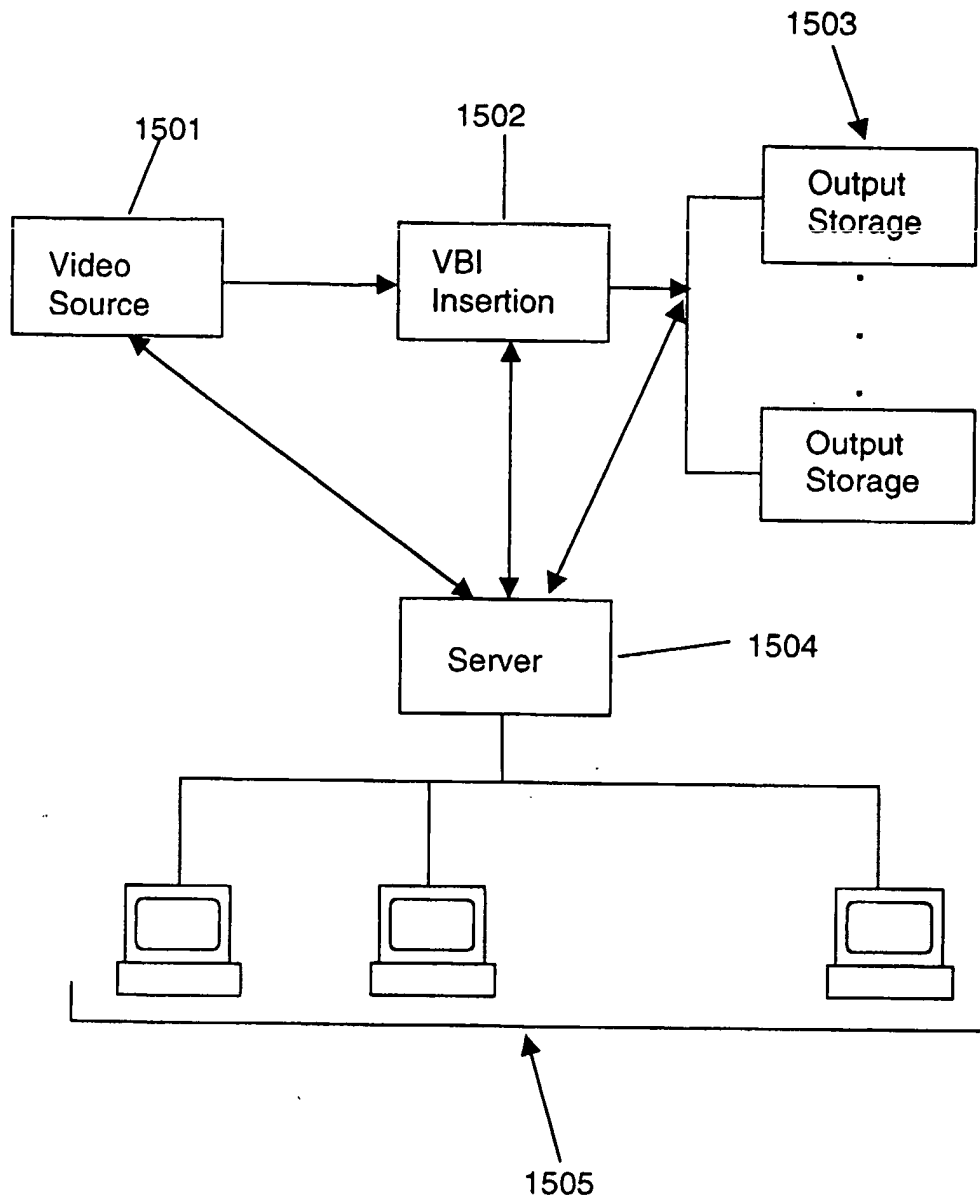 1503
1501
1502
Output
Storage
Video
Source
VBI
Insertion
Output
Storage
Server
1504
1505